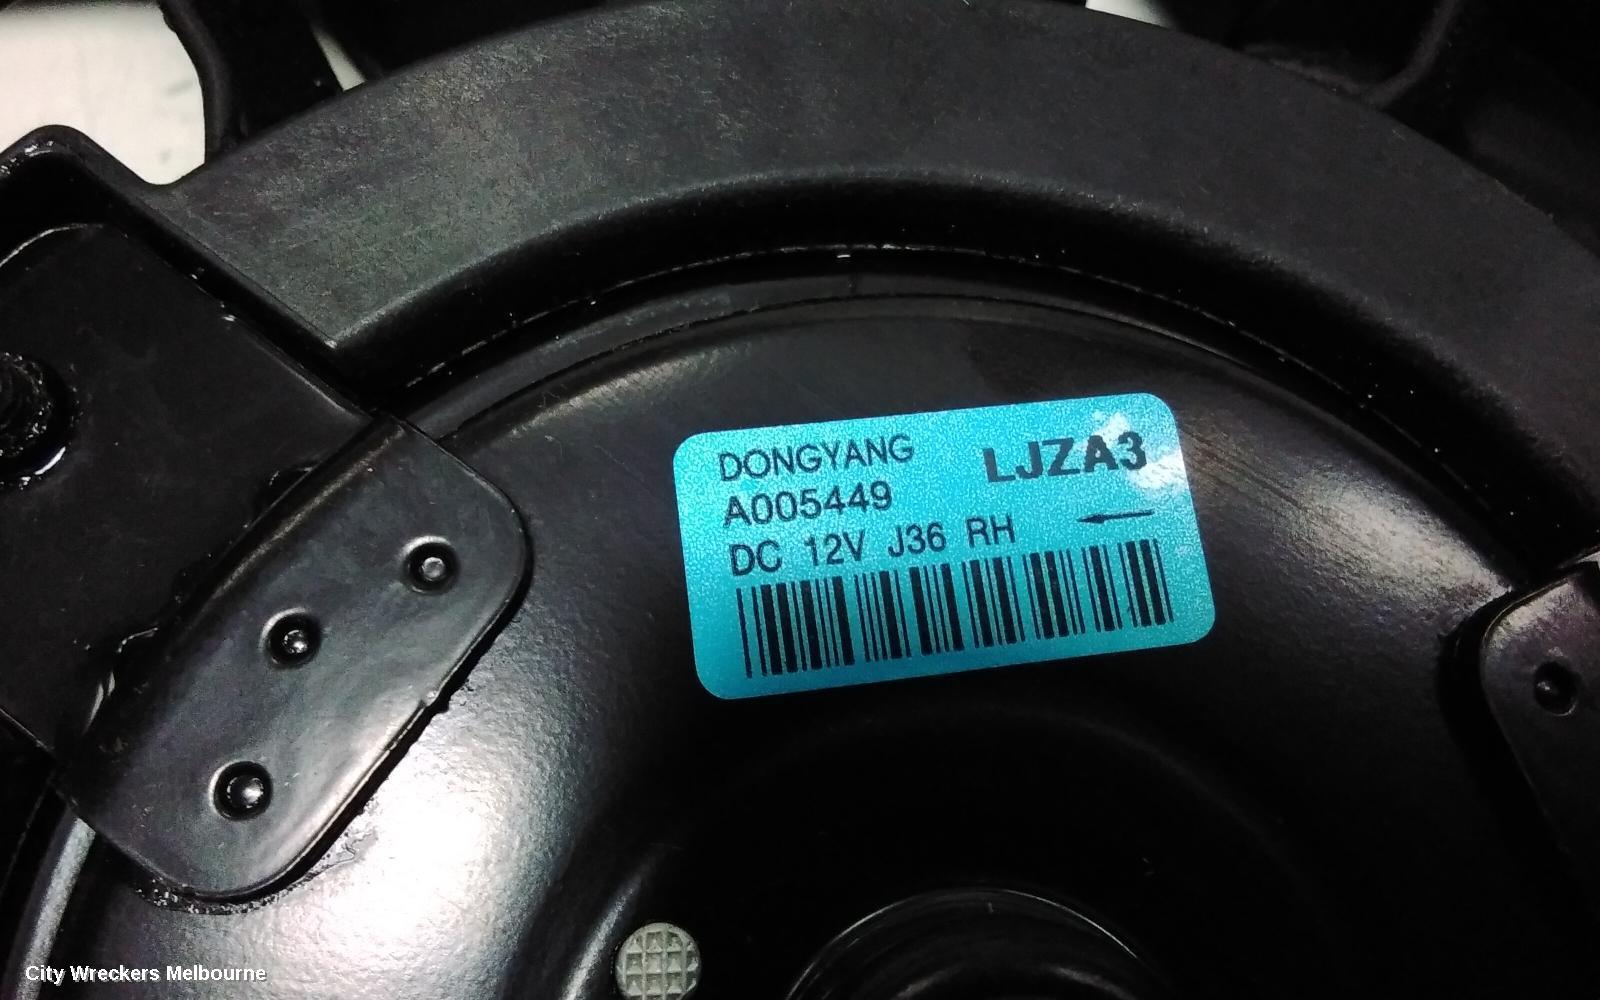 DONGYANG LJZA3
A005449
DC 12V J36 RH
City Wreckers Melbourne